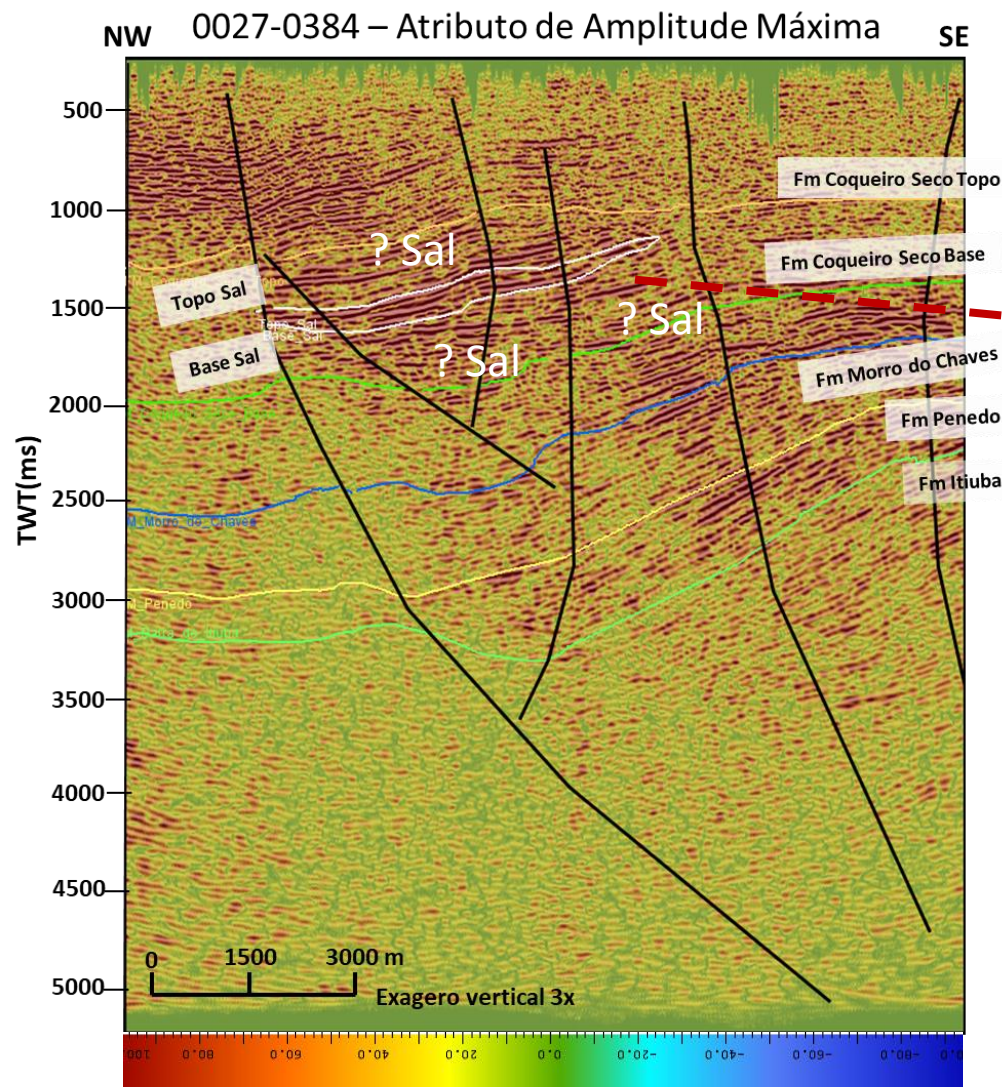 0027-0384 – Atributo de Amplitude Máxima
NW
SE
500
1000
1500
2000
2500
3000
3500
4000
4500
5000
TWT(ms)
Fm Coqueiro Seco Topo
? Sal
Fm Coqueiro Seco Base
Topo Sal
Topo_Sal
Base_Sal
? Sal
Base Sal
? Sal
Fm Morro do Chaves
Fm Penedo
Fm Itiuba
M_Morro_do_Chaves
M_Penedo
0
1500
3000 m
Exagero vertical 3x
100
80.0
60.0
40.0
20.0
0.0
-20.0
-40.0
-60.0
-80.0